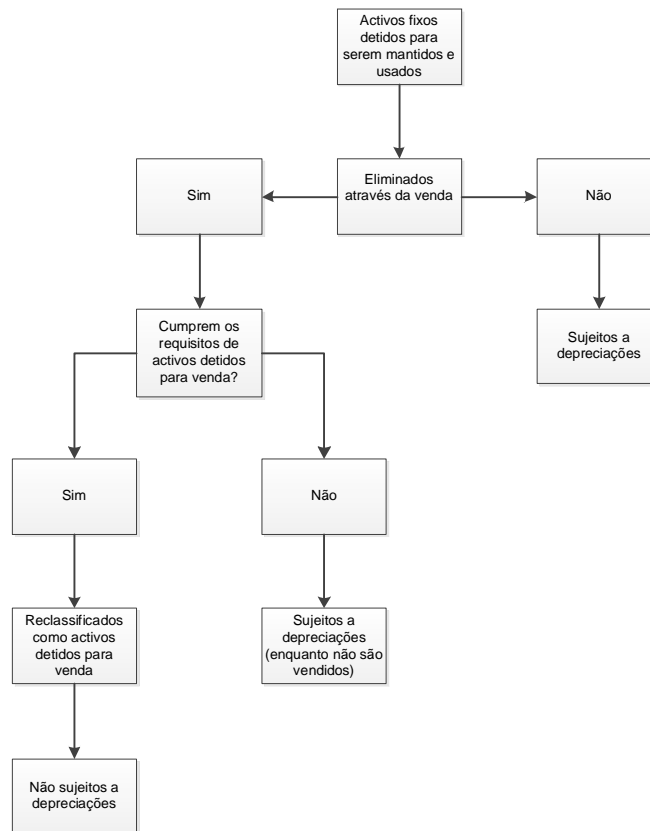 Activos fixos
detidos para
serem mantidos e
usados
Sim
Eliminados
através da venda
Não
Cumprem os
requisitos de
activos detidos
para venda?
Sujeitos a
depreciações
Sim
Não
Reclassificados
como activos
detidos para
venda
Sujeitos a
depreciações
(enquanto não são
vendidos)
Não sujeitos a
depreciações